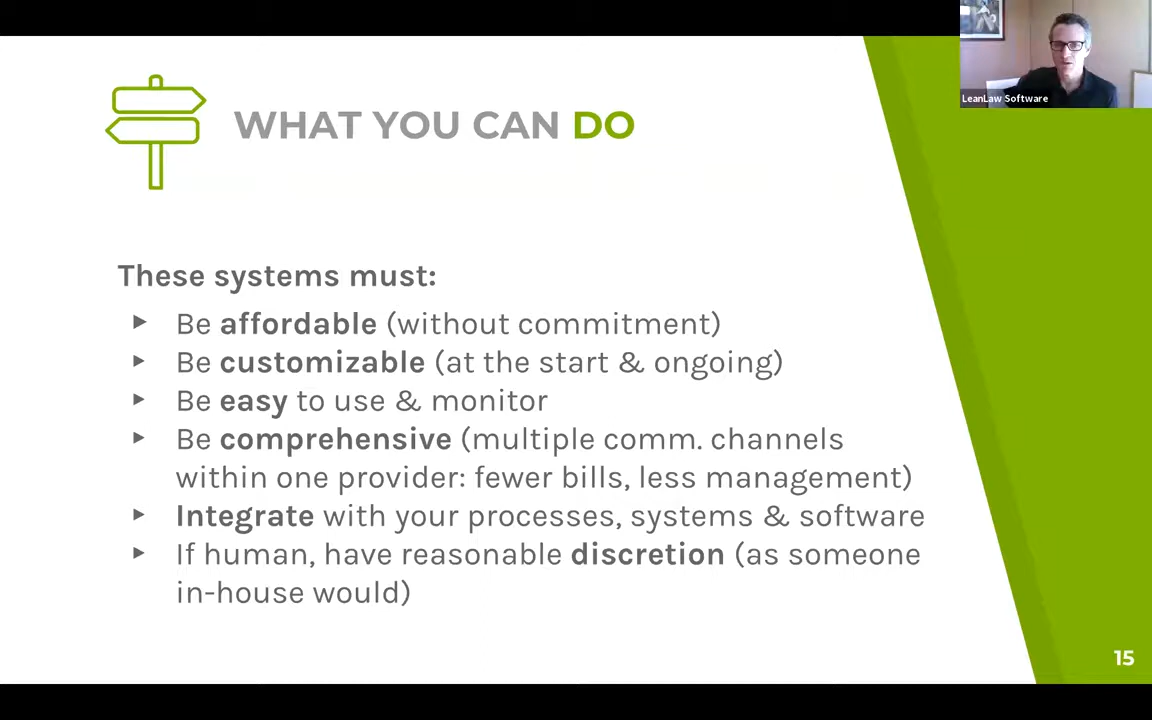 LeanLaw Software
WHAT YOU CAN DO
These systems must:
Be affordable (without commitment)
Be customizable (at the start & ongoing)
Be easy to use & monitor
Be comprehensive (multiple comm. channels
within one provider: fewer bills, less management)
Integrate with your processes, systems & software
If human, have reasonable discretion (as someone
in-house would)
15